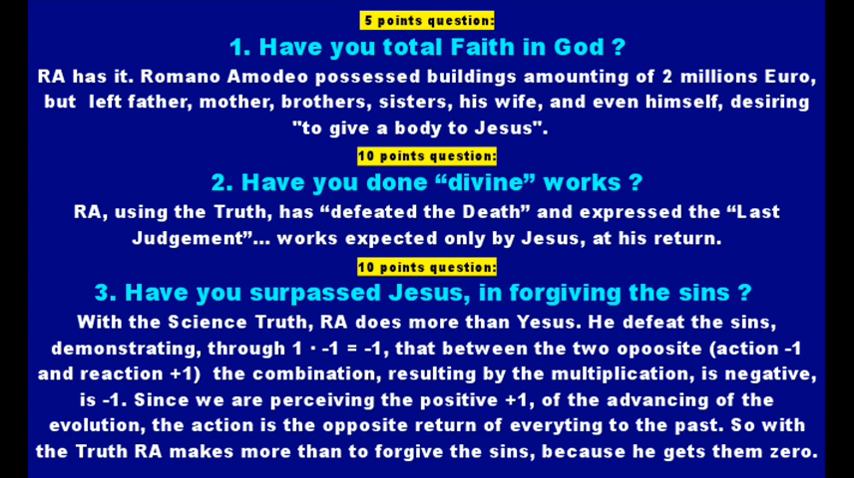 5 points question:
1. Have you total Faith in God ?
RA has it. Romano Amodeo possessed buildings amounting of 2 millions Euro,
but left father, mother, brothers, sisters, his wife, and even himself, desiring
"to give a body to Jesus".
10 points question:
2. Have you done “divine” works ?
RA, using the Truth, has “defeated the Death” and expressed the “Last
Judgement”... works expected only by Jesus, at his return.
10 points question:
3. Have you surpassed Jesus, in forgiving the sins ?
With the Science Truth, RA does more than Yesus. He defeat the sins,
demonstrating, through 1 · -1 = -1, that between the two opoosite (action -1
and reaction +1) the combination, resulting by the multiplication, is negative,
is -1. Since we are perceiving the positive +1, of the advancing of the
evolution, the action is the opposite return of everyting to the past. So with
the Truth RA makes more than to forgive the sins, because he gets them zero.